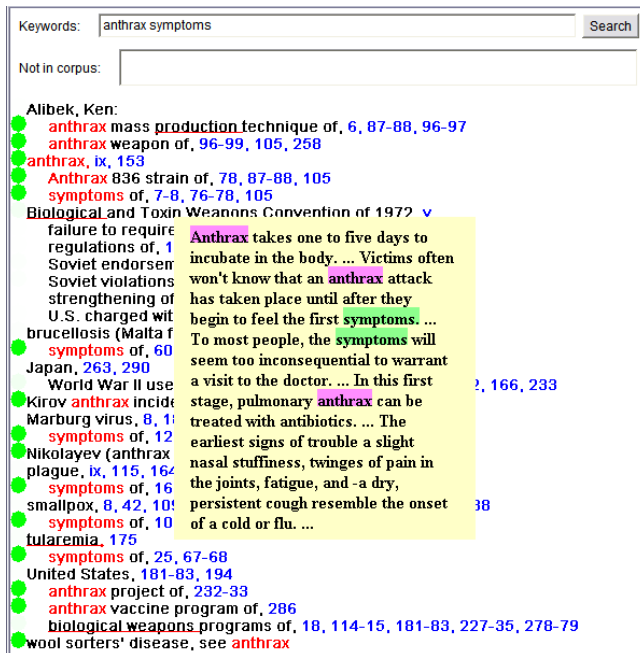 Keywords: anthrax symptoms Search
Not in corpus:
Alibek, Ken:
anthrax mass production technique of, 6, 87-88, 96-97
anthrax weapon of, 96-99, 105, 258
anthrax, ix, 153
Anthrax 836 strain of, 78, 87-88, 105
symptoms of, 7-8, 76-78, 105
Biological and Toxin Weapons Convention of 1972, v
failure to require
regulations of, 1
Soviet endorsem
Soviet violations
strengthening of
U.S. charged wit
brucellosis (Malta f
symptoms of, 60
Japan, 263, 290
World War II use 2, 166, 233
Kirov anthrax incide
Marburg virus, 8, 18
symptoms of, 12
Nikolayev (anthrax
plague, ix, 115, 164
symptoms of, 16
smallpox, 8, 42, 109 38
symptoms of, 10
tularemia, 175
symptoms of, 25, 67-68
United States, 181-83, 194
anthrax project of, 232-33
anthrax vaccine program of, 286
biological weapons programs of, 18, 114-15, 181-83, 227-35, 278-79
wool sorters' disease, see anthrax
Anthrax takes one to five days to
incubate in the body. ... Victims often
won't know that an anthrax attack
has taken place until after they
begin to feel the first symptoms. ...
To most people, the symptoms will
seem too inconsequential to warrant
a visit to the doctor. ... In this first
stage, pulmonary anthrax can be
treated with antibiotics. ... The
earliest signs of trouble a slight
nasal stuffiness, twinges of pain in
the joints, fatigue, and -a dry,
persistent cough resemble the onset
of a cold or flu. ...